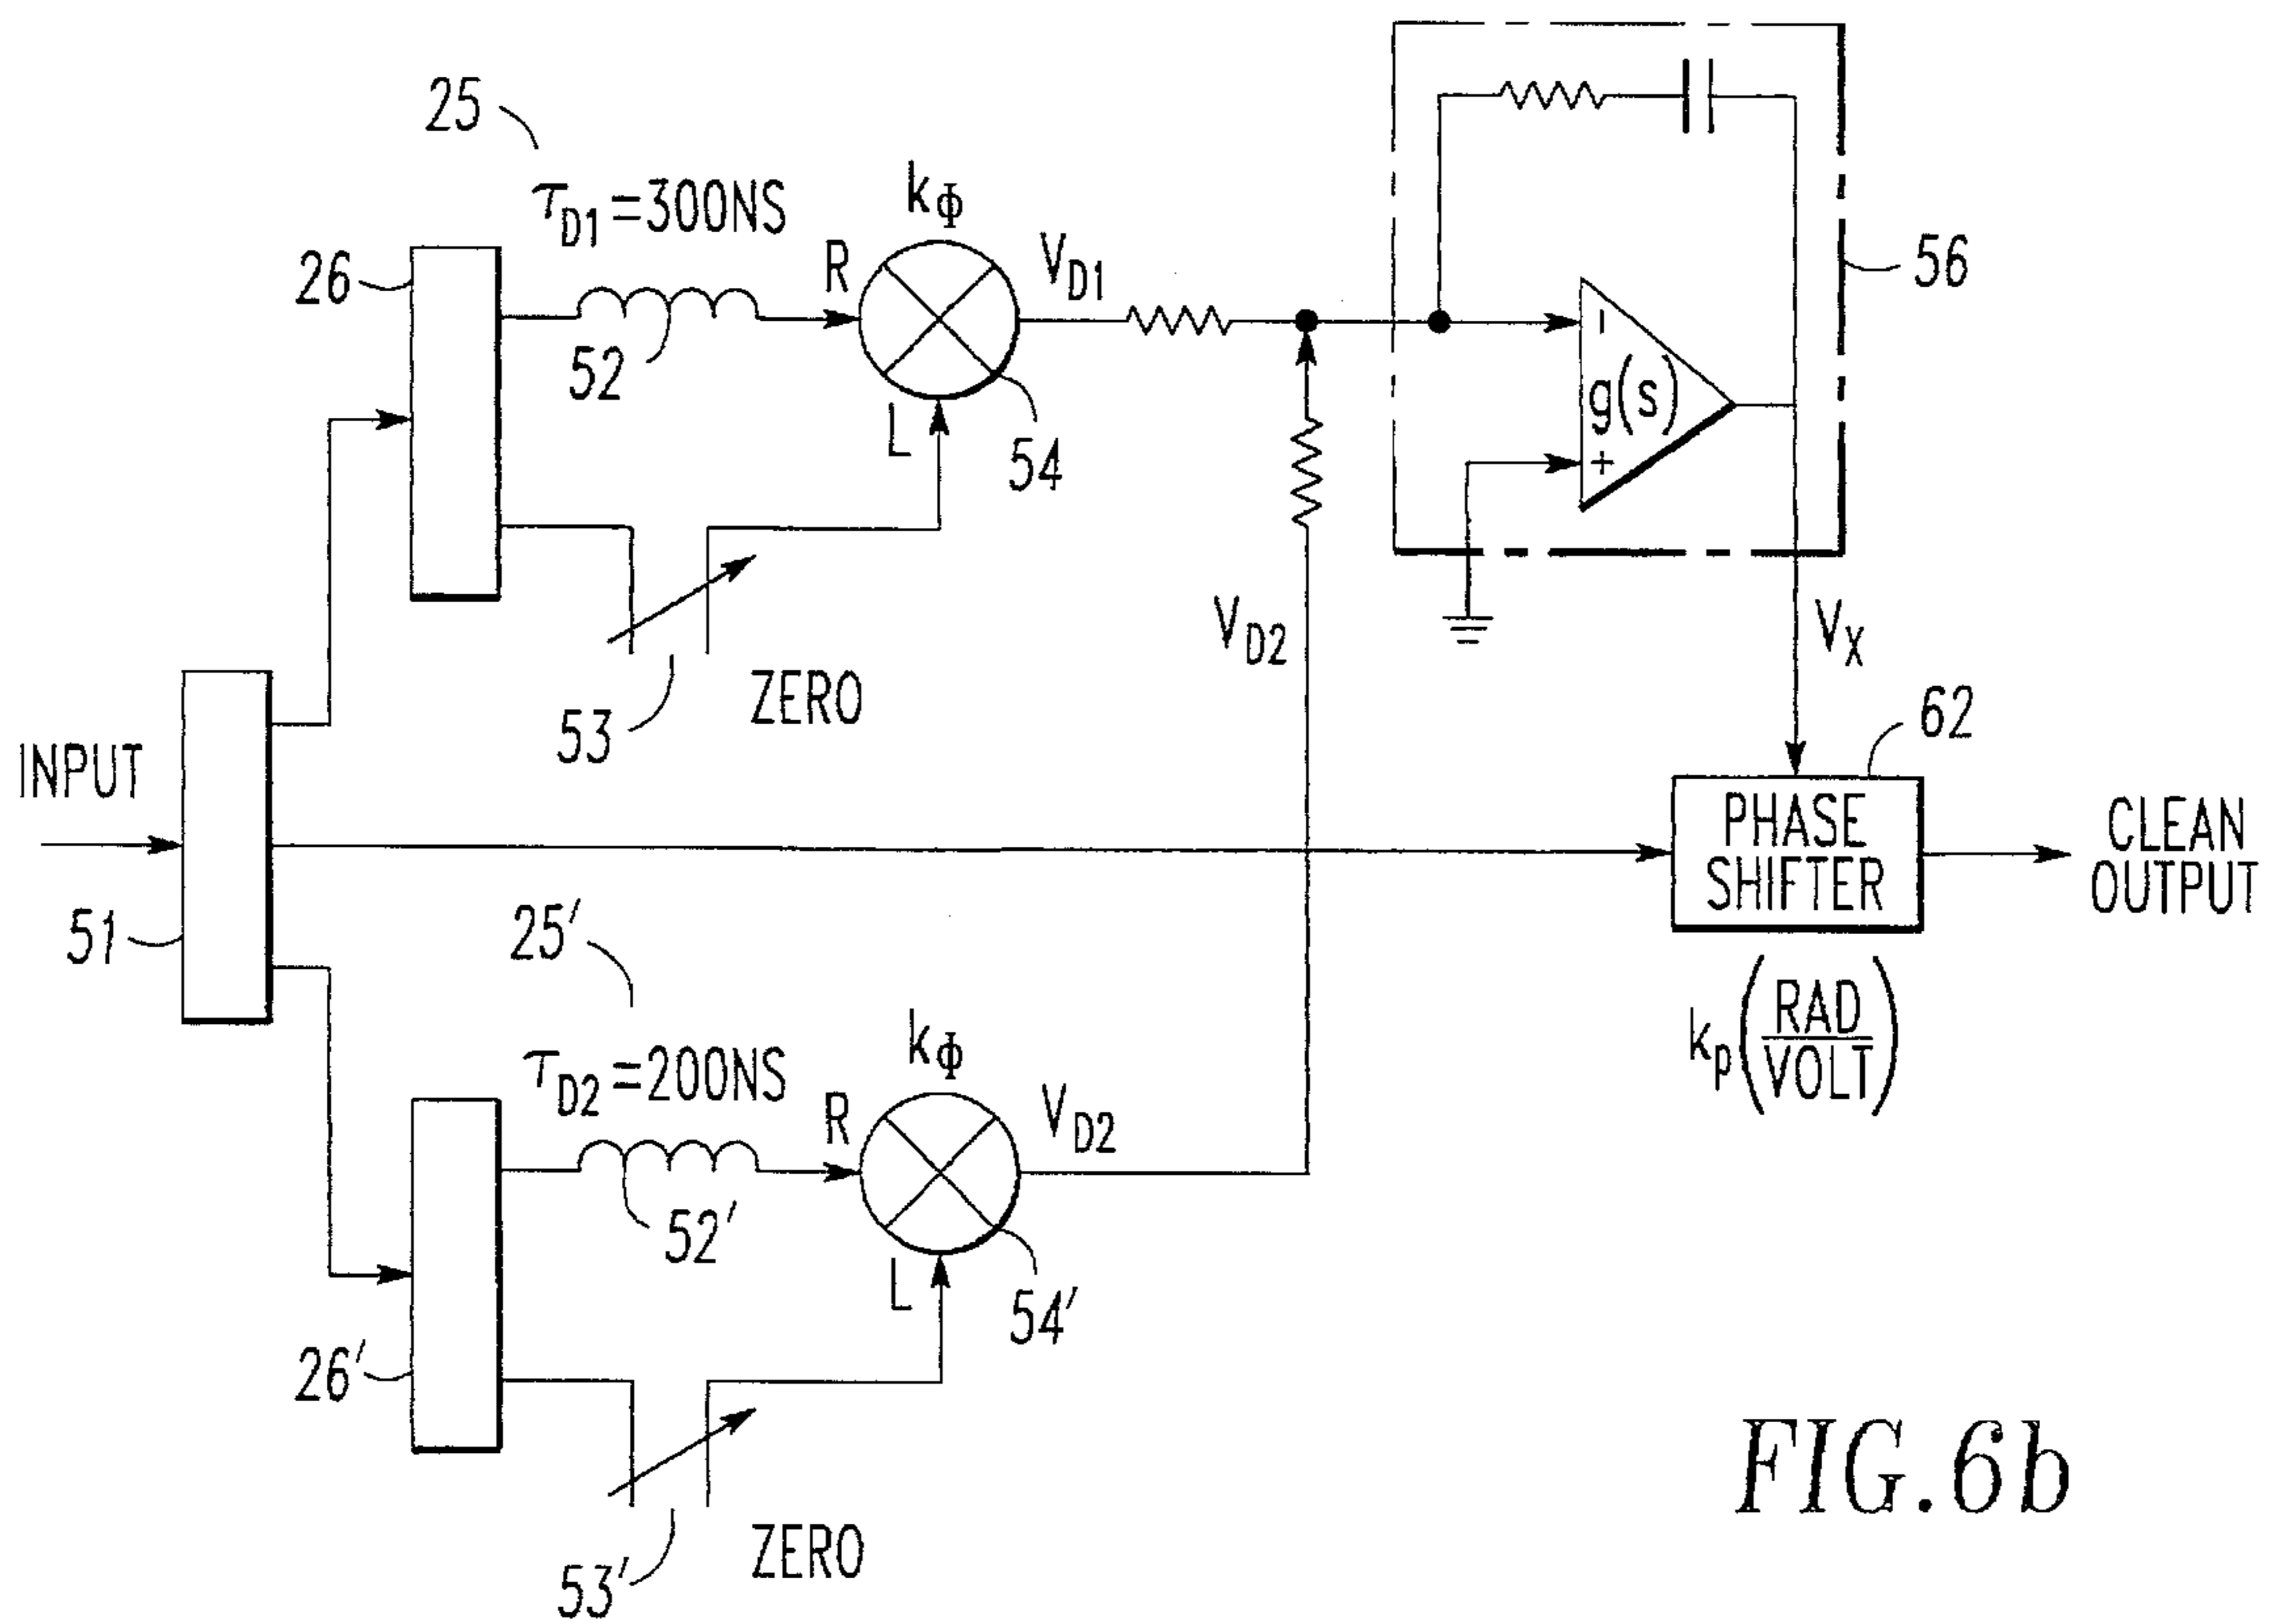 25
τD1=300NS
kΦ
26
R
VD1
52
L
54
56
g(s)
-
+
VD2
VX
53
ZERO
62
INPUT
PHASE
SHIFTER
CLEAN
OUTPUT
51
kp(RAD/VOLT)
25'
τD2=200NS
kΦ
R
VD2
52'
L
54'
26'
53'
ZERO
FIG.6b